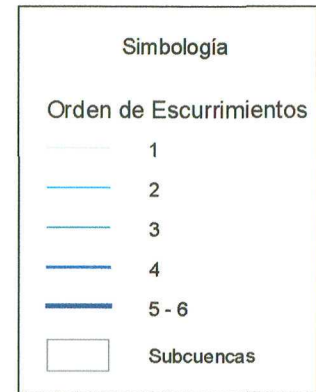 Simbología
Orden de Escurrimientos
1
2
3
4
5 - 6
Subcuencas